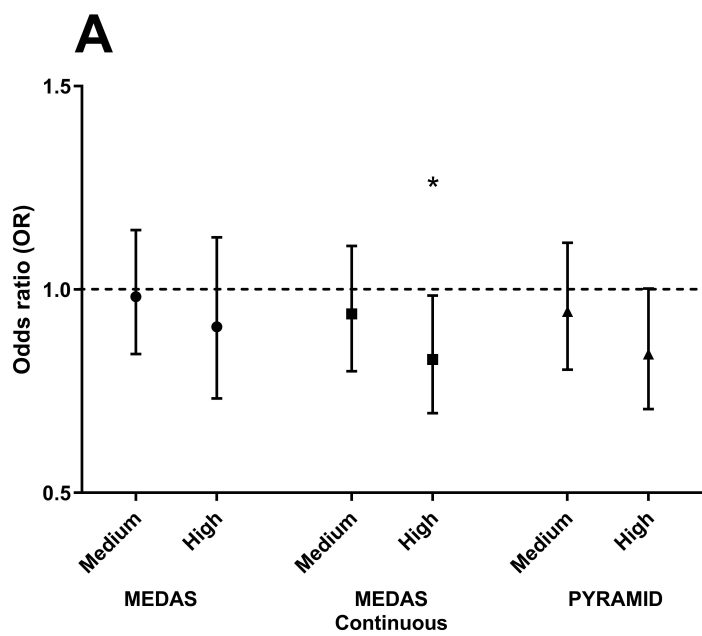 A
1.5
*
Odds ratio (OR)
1.0
0.5
Medium High Medium High Medium High
MEDAS MEDAS PYRAMID
Continuous